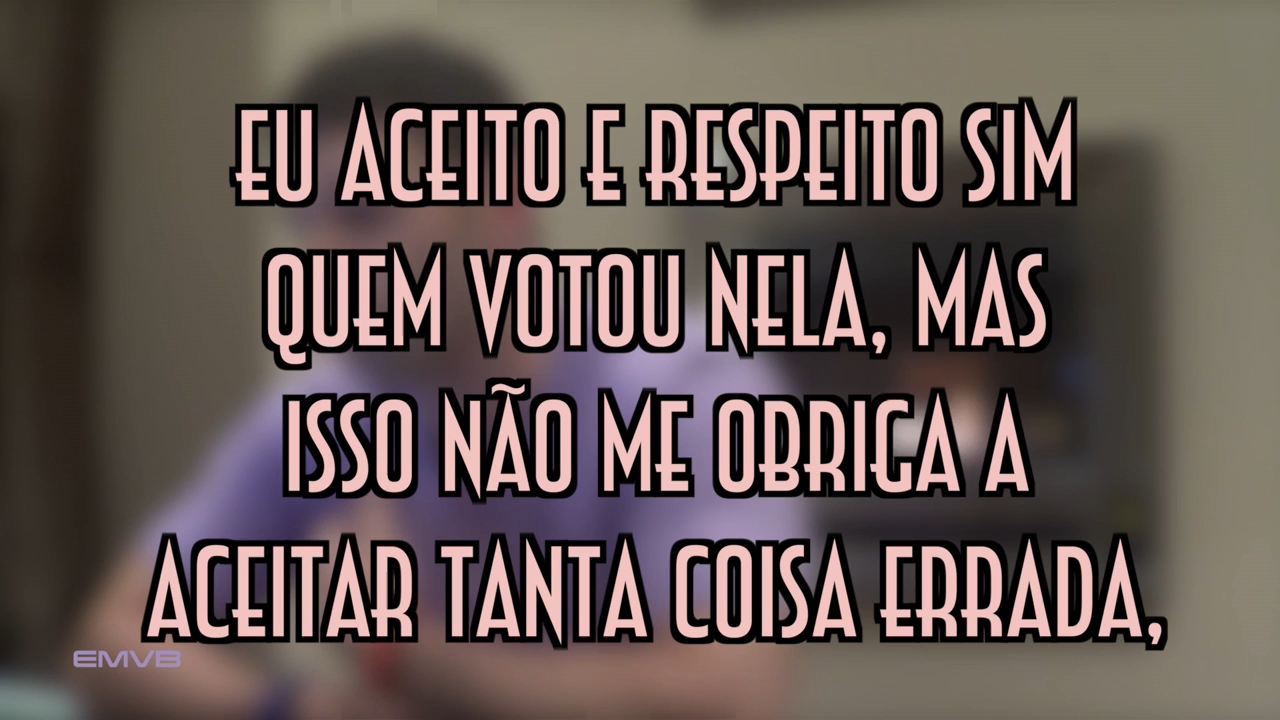 EU ACEITO E RESPEITO SIM
QUEM VOTOU NELA, MAS
ISSO NÃO ME OBRIGA A
ACEITAR TANTA COISA ERRADA,
EMVB